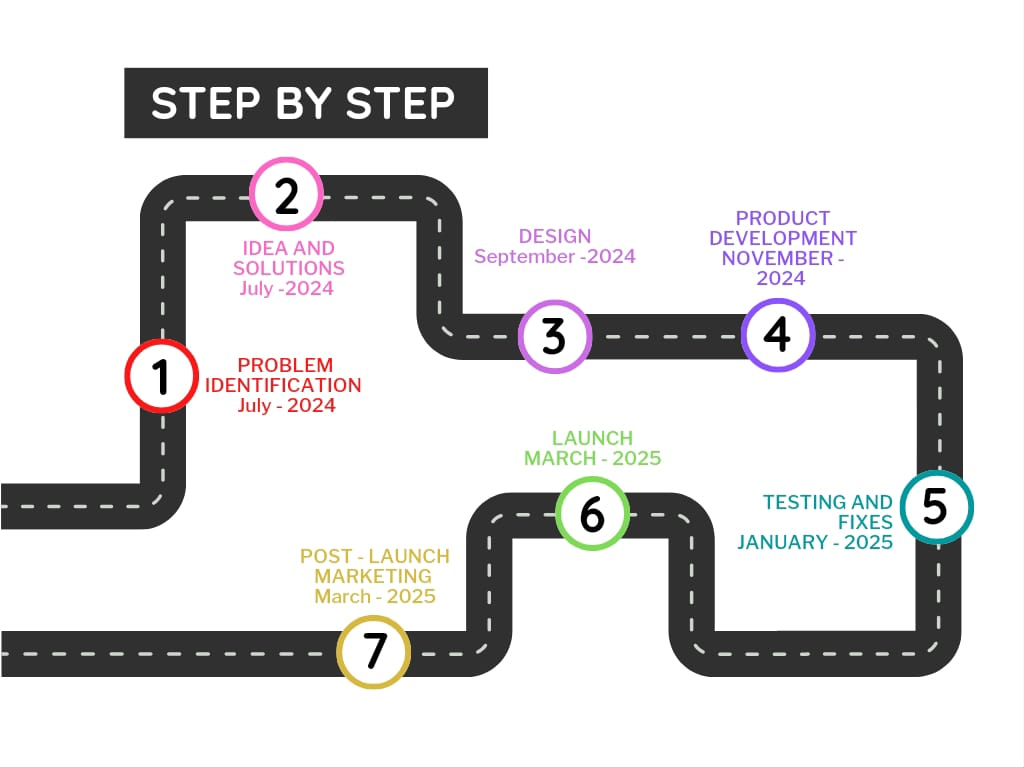 STEP BY STEP
1
PROBLEM
IDENTIFICATION
July - 2024
2
IDEA AND
SOLUTIONS
July -2024
3
DESIGN
September -2024
4
PRODUCT
DEVELOPMENT
NOVEMBER -
2024
5
TESTING AND
FIXES
JANUARY - 2025
6
LAUNCH
MARCH - 2025
7
POST - LAUNCH
MARKETING
March - 2025